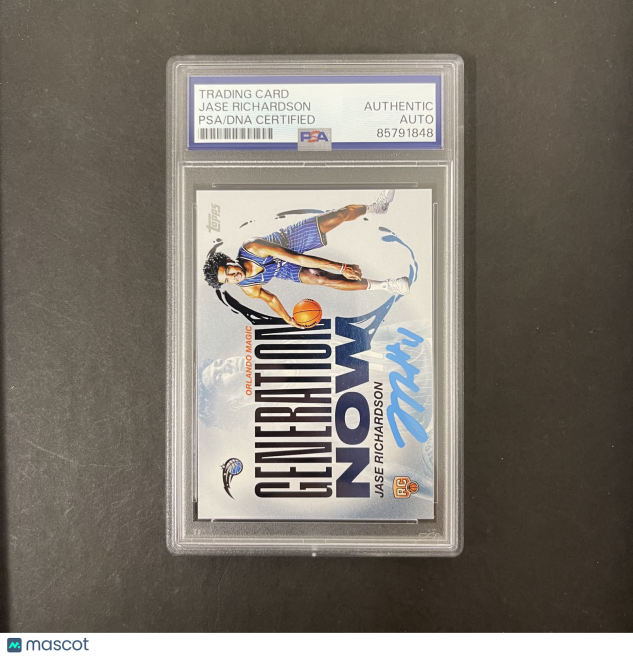 TRADING CARD
JASE RICHARDSON
PSA/DNA CERTIFIED
AUTHENTIC
AUTO
85791848
PSA
Topps
ORLANDO MAGIC
GENERATION
NOW
JASE RICHARDSON
RC
mascot